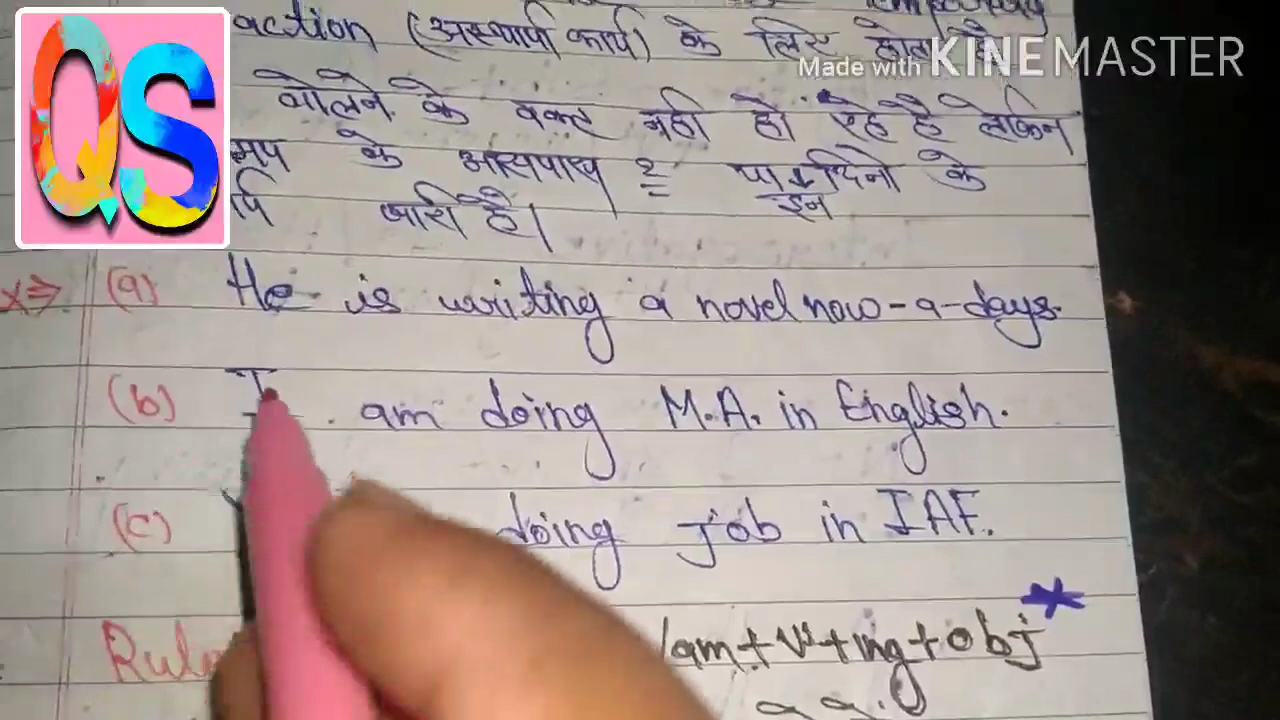 action (अस्थायी कार्य) के लिए होता है
Made with KINEMASTER
QS
बोलने के वक्त नही हो रहे है लेकिन
के आसपास या इन दिनो के
जारी है।
(a) He is writing a novel now-a-days.
(b) I am doing M.A. in English.
(c) doing job in IAF.
Rule /am+V¹+ing+obj